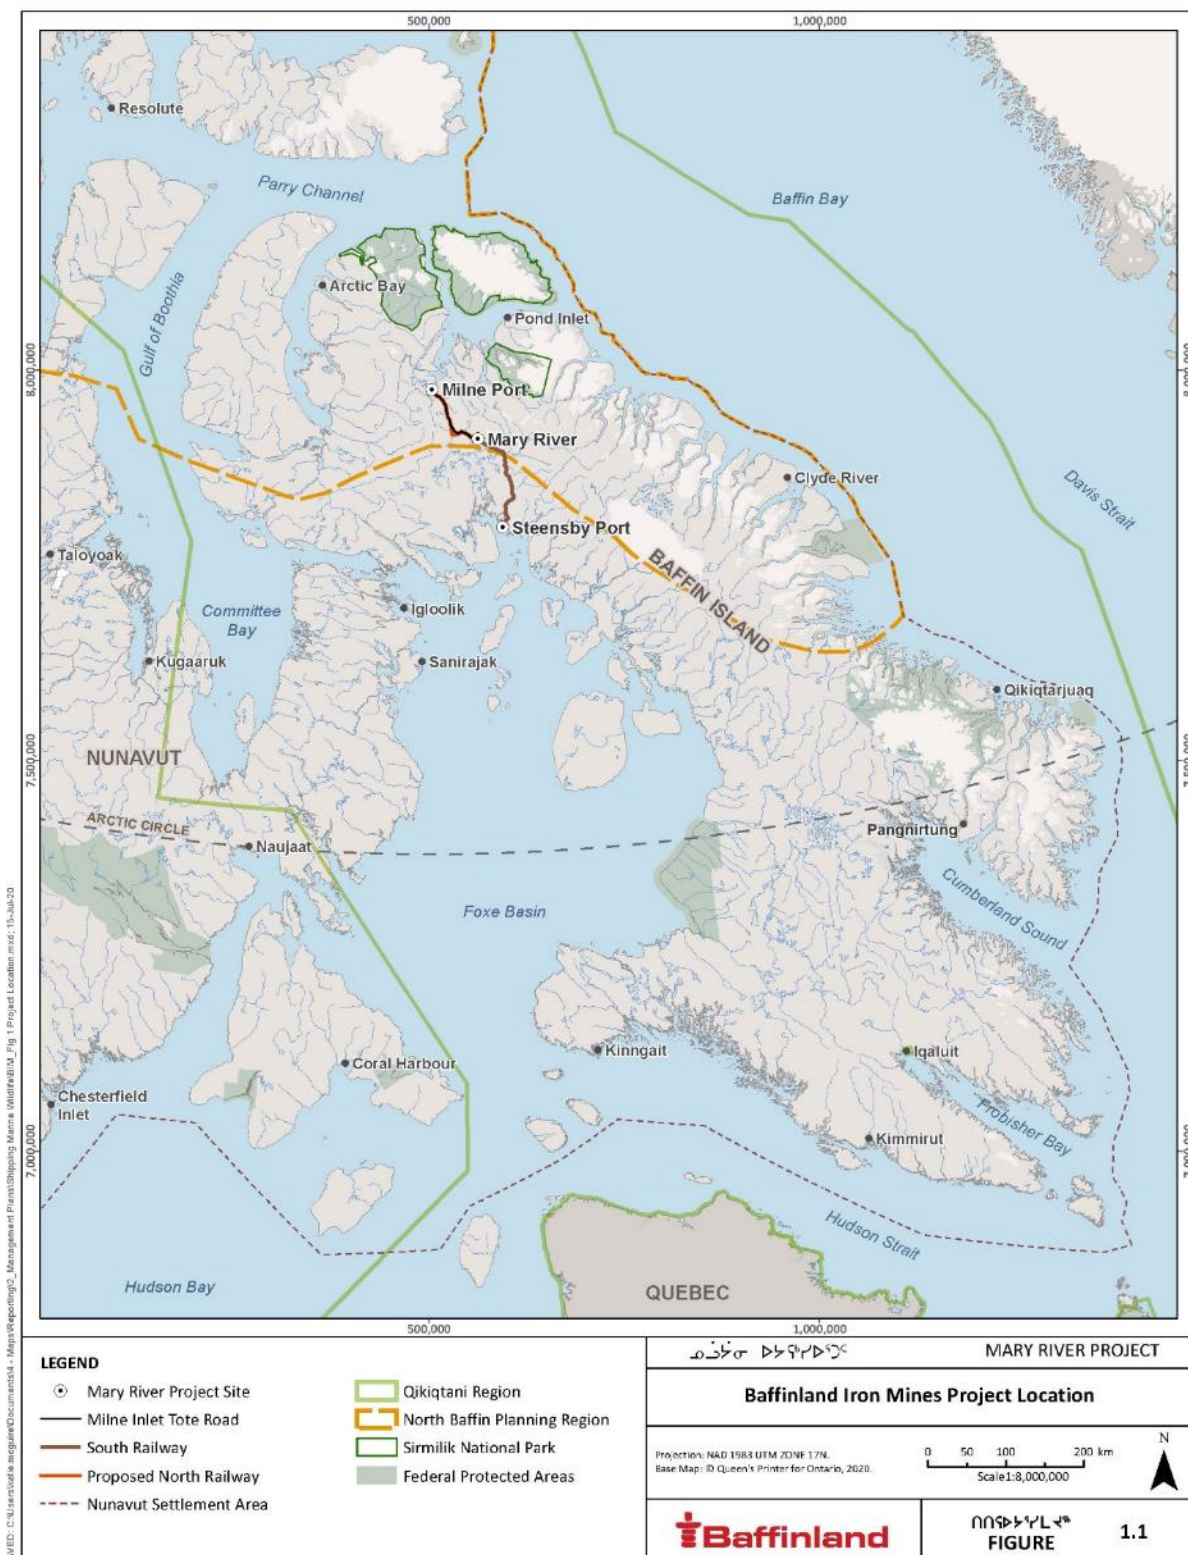 500,000
1,000,000
Resolute
Parry Channel
Baffin Bay
Gulf of Boothia
Arctic Bay
Pond Inlet
8,000,000
Milne Port
Mary River
Clyde River
Davis Strait
Steensby Port
Taloyoak
BAFFIN ISLAND
Committee
Bay
Igloolik
Kugaaruk
Sanirajak
Qikiqtarjuaq
NUNAVUT
7,500,000
7,500,000
ARCTIC CIRCLE
Naujaat
Pangnirtung
Foxe Basin
Cumberland Sound
Kinngait
Iqaluit
Coral Harbour
Chesterfield
Inlet
Frobisher Bay
Kimmirut
7,000,000
7,000,000
Hudson Strait
Hudson Bay
QUEBEC
500,000
1,000,000
LEGEND
Mary River Project Site
Milne Inlet Tote Road
South Railway
Proposed North Railway
Nunavut Settlement Area
Qikiqtani Region
North Baffin Planning Region
Sirmilik National Park
Federal Protected Areas
MARY RIVER PROJECT
Baffinland Iron Mines Project Location
Projection: NAD 1983 UTM ZONE 17N.
Base Map: © Queen's Printer for Ontario, 2020.
0 50 100 200 km
Scale1:8,000,000
N
Baffinland
FIGURE 1.1